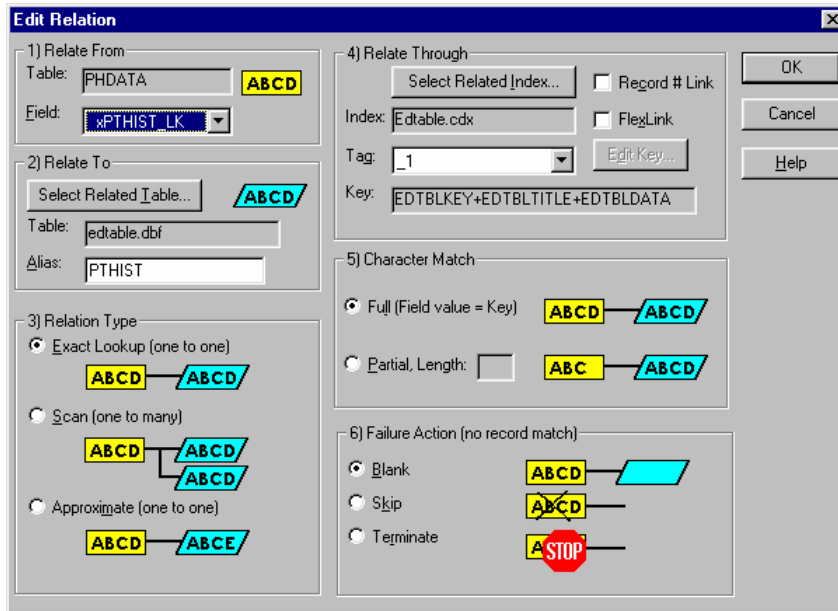 Edit Relation
1) Relate From
Table: PHDATA ABCD
Field: xPTHIST_LK
2) Relate To
Select Related Table... ABCD
Table: edtable.dbf
Alias: PTHIST
3) Relation Type
Exact Lookup (one to one)
ABCD ABCD
Scan (one to many)
ABCD ABCD
ABCD
Approximate (one to one)
ABCD ABCE
4) Relate Through
Select Related Index... Record # Link
Index: Edtable.cdx FlexLink
Tag: _1 Edit Key...
Key: EDTBLKEY+EDTBLTITLE+EDTBLDATA
5) Character Match
Full (Field value = Key) ABCD ABCD
Partial, Length: ABC ABCD
6) Failure Action (no record match)
Blank ABCD
Skip ABCD
Terminate A STOP
OK
Cancel
Help